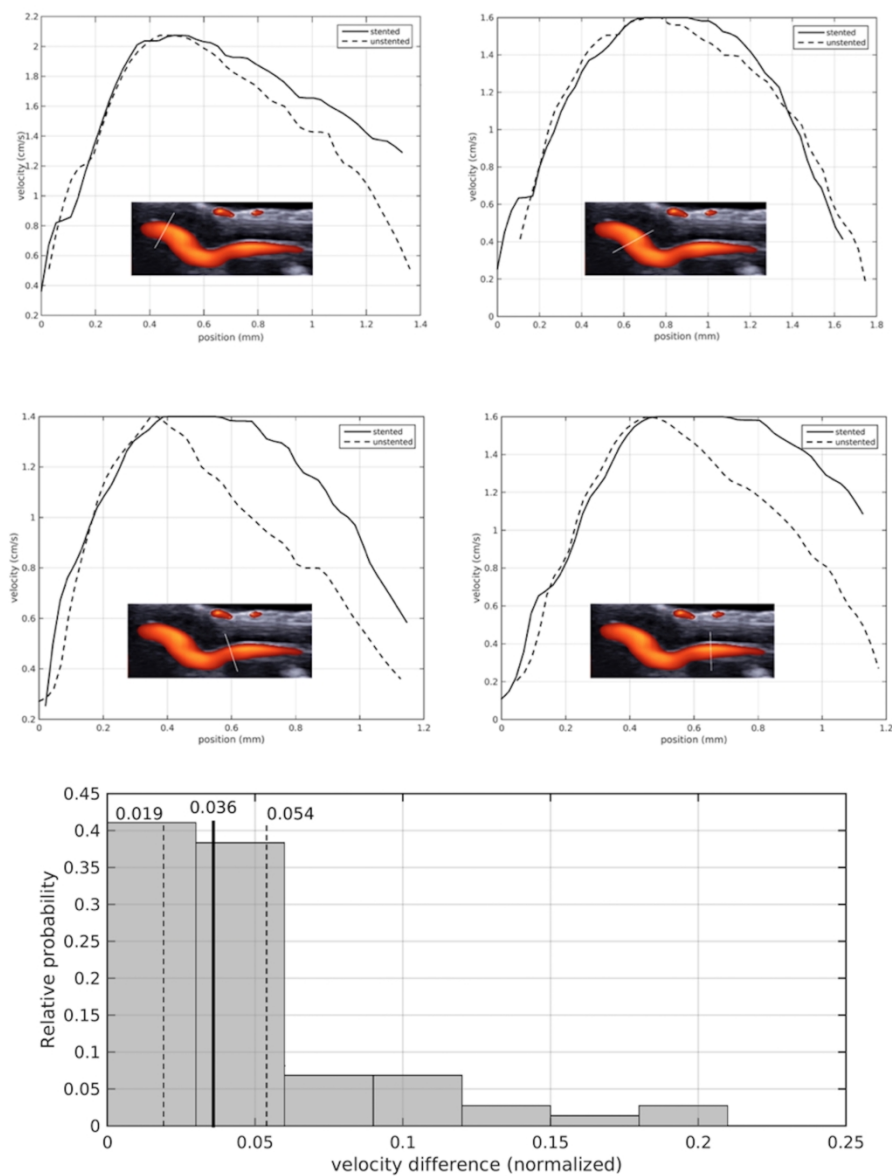 2.2
2
1.8
1.6
1.4
1.2
1
0.8
0.6
0.4
0.2
velocity (cm/s)
stented
unstented
0 0.2 0.4 0.6 0.8 1 1.2 1.4
position (mm)
1.6
1.4
1.2
1
0.8
0.6
0.4
0.2
0
velocity (cm/s)
stented
unstented
0 0.2 0.4 0.6 0.8 1 1.2 1.4 1.6 1.8
position (mm)
1.4
1.2
1
0.8
0.6
0.4
0.2
velocity (cm/s)
stented
unstented
0 0.2 0.4 0.6 0.8 1 1.2
position (mm)
1.6
1.4
1.2
1
0.8
0.6
0.4
0.2
0
velocity (cm/s)
stented
unstented
0 0.2 0.4 0.6 0.8 1 1.2
position (mm)
0.45
0.4
0.35
0.3
0.25
0.2
0.15
0.1
0.05
0
Relative probability
0.019 0.036 0.054
0 0.05 0.1 0.15 0.2 0.25
velocity difference (normalized)